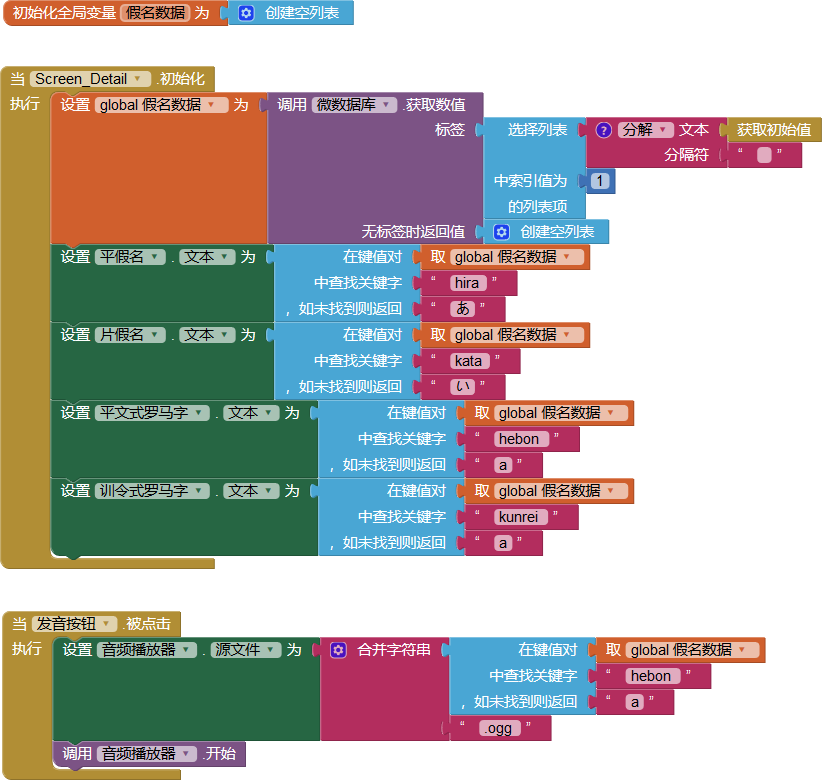 初始化全局变量 假名数据 为 创建空列表
当 Screen_Detail .初始化
执行 设置 global 假名数据 为 调用 微数据库 .获取数值
标签 选择列表 ? 分解 文本 获取初始值
分隔符 “ ”
中索引值为 1
的列表项
无标签时返回值 创建空列表
设置 平假名 . 文本 为 在键值对 取 global 假名数据
中查找关键字 “ hira ”
，如未找到则返回 “ あ ”
设置 片假名 . 文本 为 在键值对 取 global 假名数据
中查找关键字 “ kata ”
，如未找到则返回 “ い ”
设置 平文式罗马字 . 文本 为 在键值对 取 global 假名数据
中查找关键字 “ hebon ”
，如未找到则返回 “ a ”
设置 训令式罗马字 . 文本 为 在键值对 取 global 假名数据
中查找关键字 “ kunrei ”
，如未找到则返回 “ a ”
当 发音按钮 .被点击
执行 设置 音频播放器 . 源文件 为 合并字符串 在键值对 取 global 假名数据
中查找关键字 “ hebon ”
，如未找到则返回 “ a ”
“ .ogg ”
调用 音频播放器 .开始